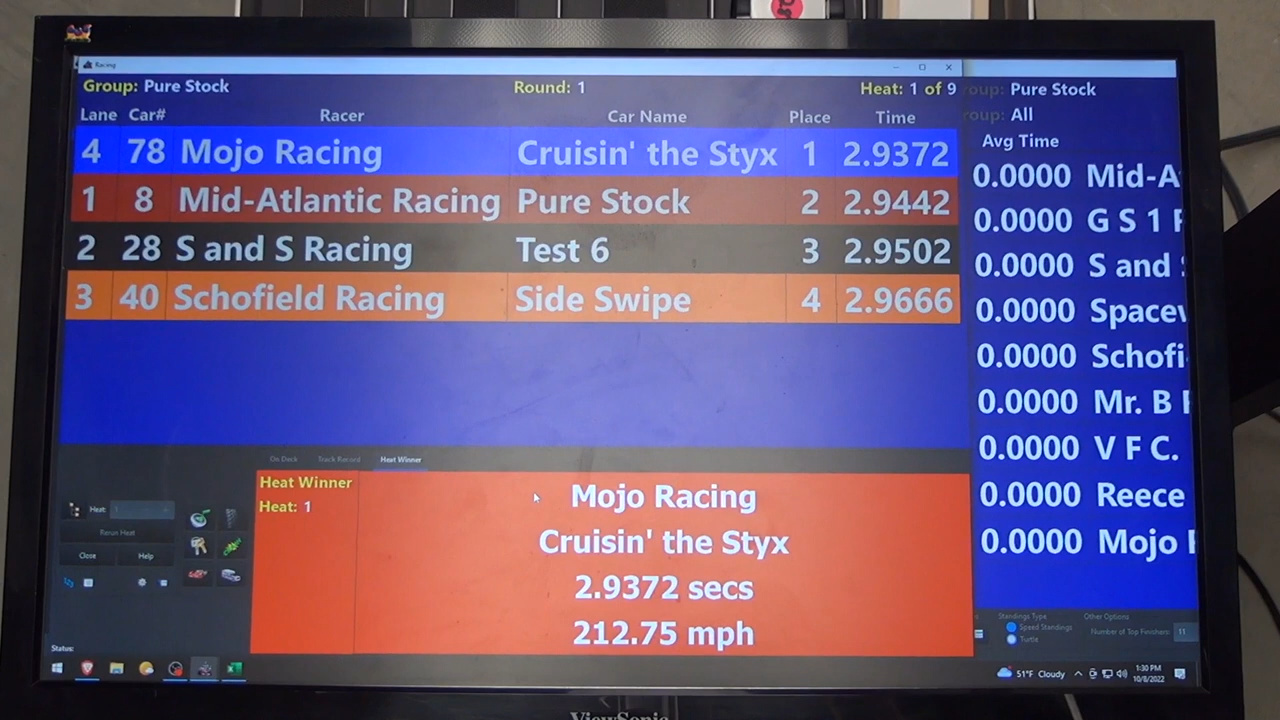 Racing
Group: Pure Stock Round: 1 Heat: 1 of 9
Lane Car# Racer Car Name Place Time
4 78 Mojo Racing Cruisin' the Styx 1 2.9372
1 8 Mid-Atlantic Racing Pure Stock 2 2.9442
2 28 S and S Racing Test 6 3 2.9502
3 40 Schofield Racing Side Swipe 4 2.9666
oup: Pure Stock
roup: All
Avg Time
0.0000 Mid-A
0.0000 G S 1
0.0000 S and
0.0000 Spacev
0.0000 Schofi
0.0000 Mr. B
0.0000 V F C.
0.0000 Reece
0.0000 Mojo
On Deck Track Record Heat Winner
Heat Winner
Heat: 1
Mojo Racing
Cruisin' the Styx
2.9372 secs
212.75 mph
Heat: 1
Rerun Heat
Close Help
Status:
Standings Type Other Options
Speed Standings Number of Top Finishers: 11
Turtle
51°F Cloudy 1:30 PM
10/8/2022
ViewSonic